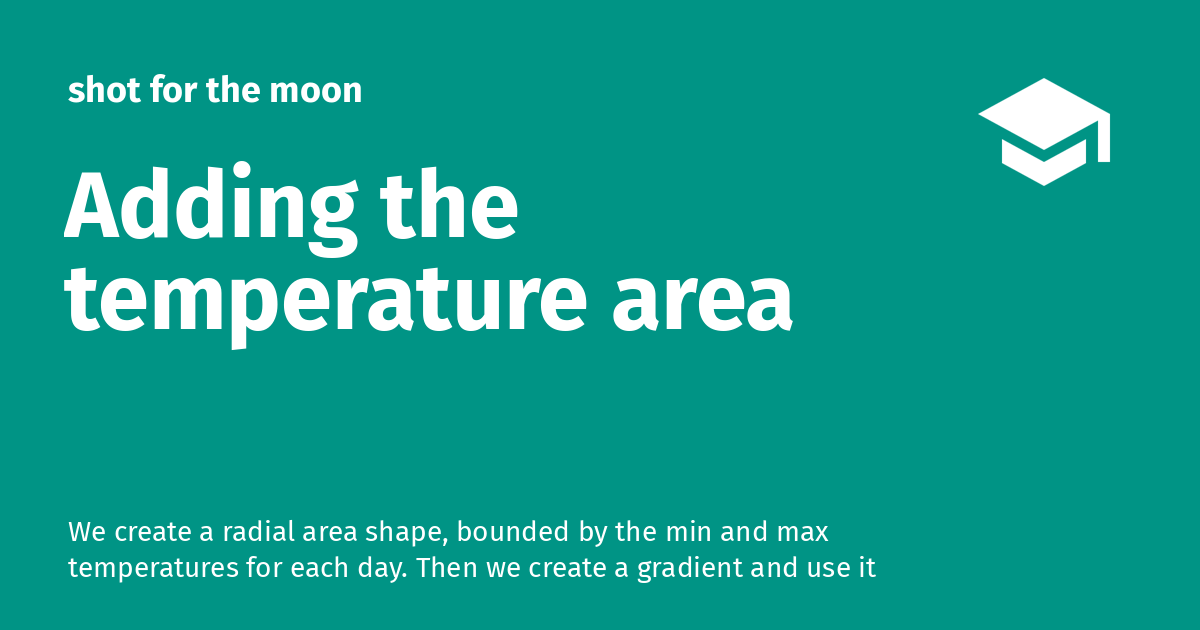 shot for the moon
Adding the
temperature area
We create a radial area shape, bounded by the min and max
temperatures for each day. Then we create a gradient and use it